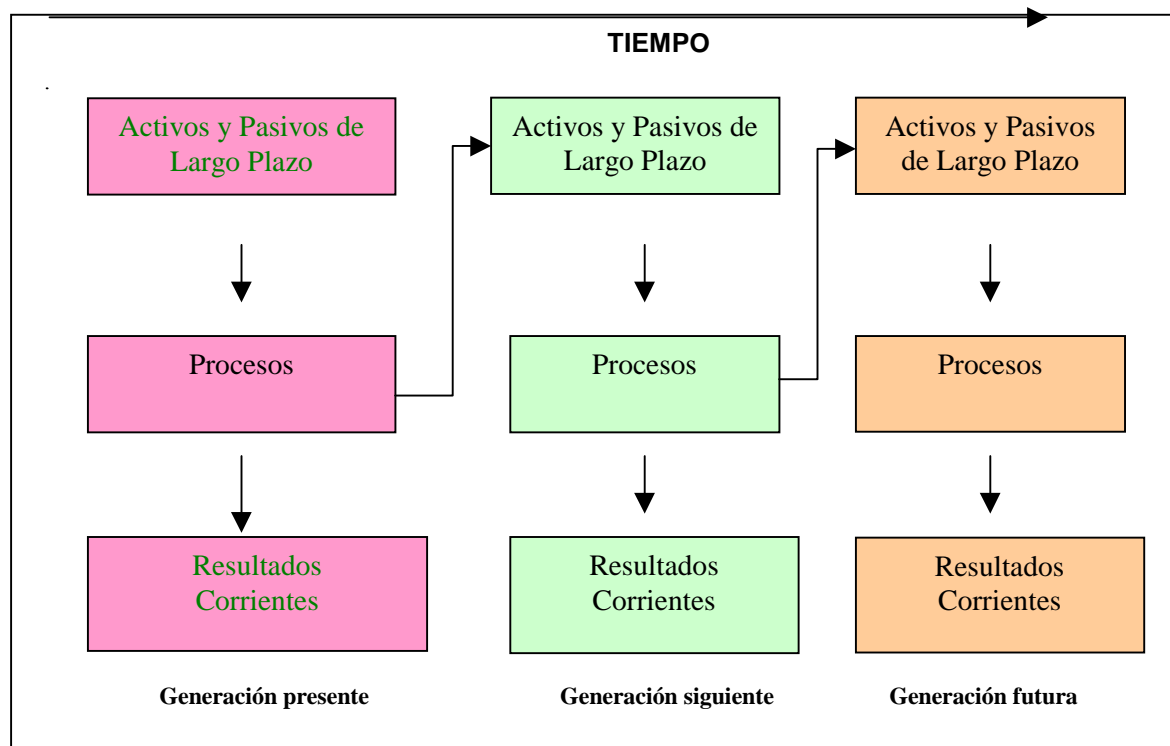 TIEMPO
Activos y Pasivos de
Largo Plazo
Activos y Pasivos de
Largo Plazo
Activos y Pasivos
de Largo Plazo
Procesos
Procesos
Procesos
Resultados
Corrientes
Resultados
Corrientes
Resultados
Corrientes
Generación presente
Generación siguiente
Generación futura